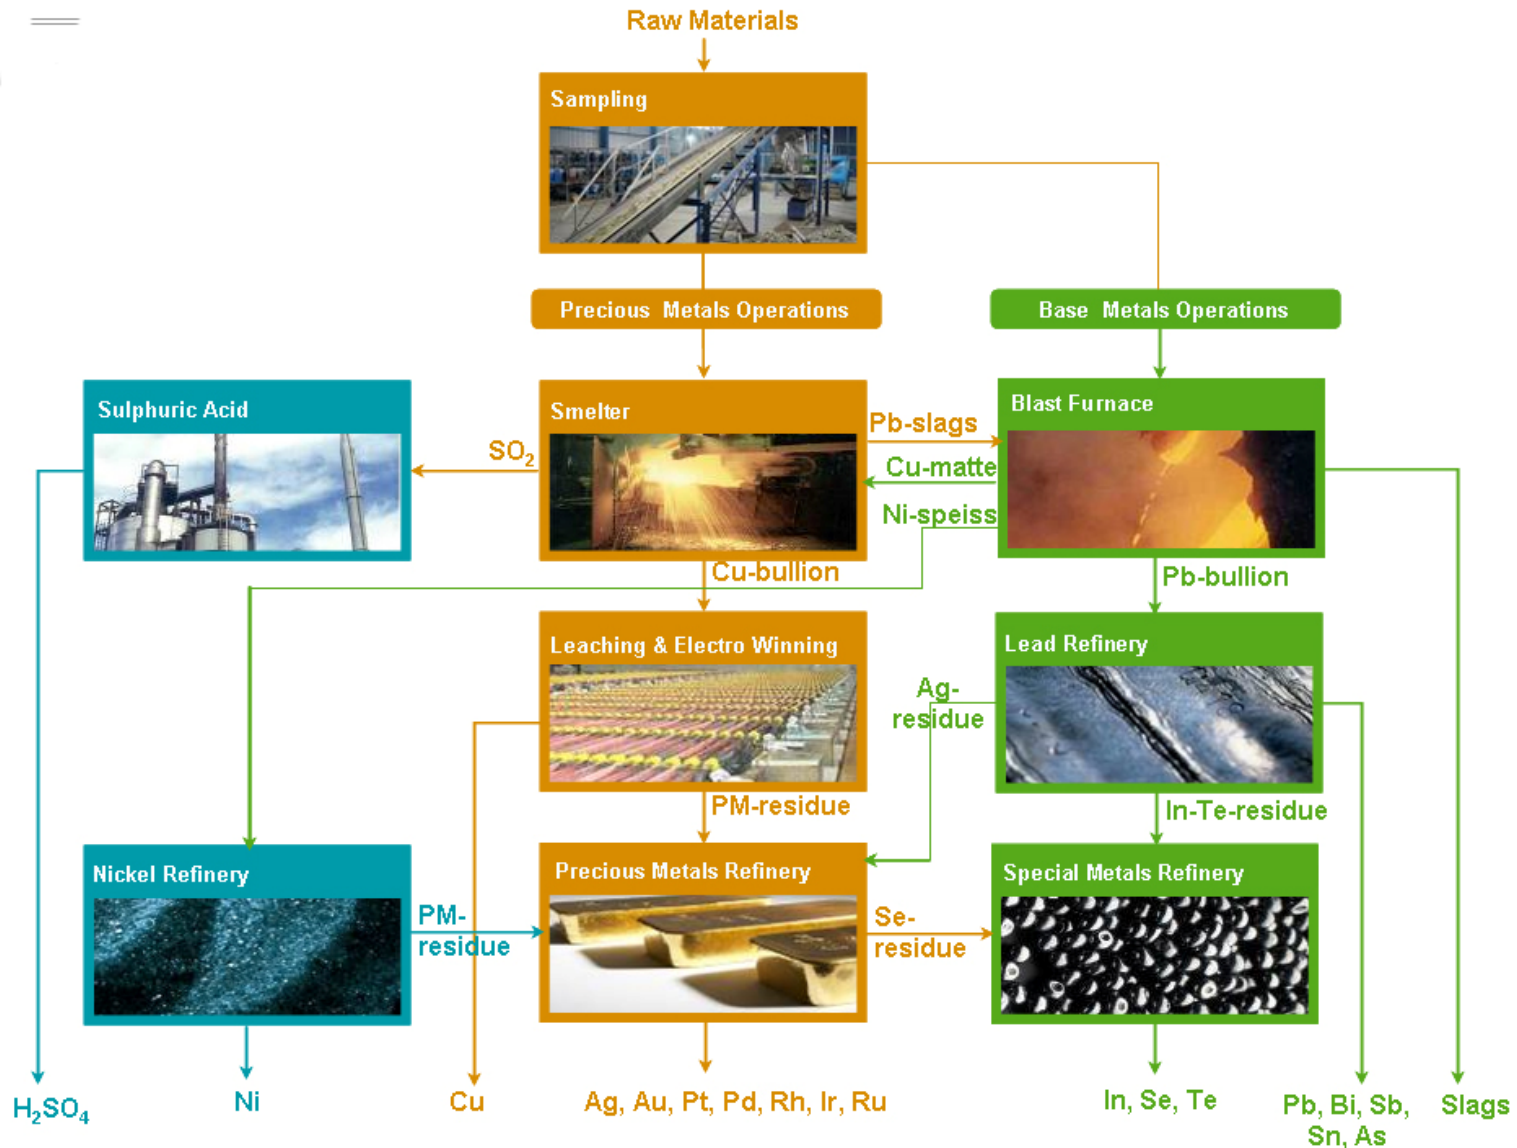 Raw Materials
Sampling
Precious Metals Operations
Base Metals Operations
Sulphuric Acid
Smelter
Blast Furnace
Pb-slags
SO₂
Cu-matte
Ni-speiss
Cu-bullion
Pb-bullion
Leaching & Electro Winning
Lead Refinery
Ag-
residue
PM-residue
In-Te-residue
Nickel Refinery
Precious Metals Refinery
Special Metals Refinery
PM-
residue
Se-
residue
H₂SO₄
Ni
Cu
Ag, Au, Pt, Pd, Rh, Ir, Ru
In, Se, Te
Pb, Bi, Sb,
Sn, As
Slags